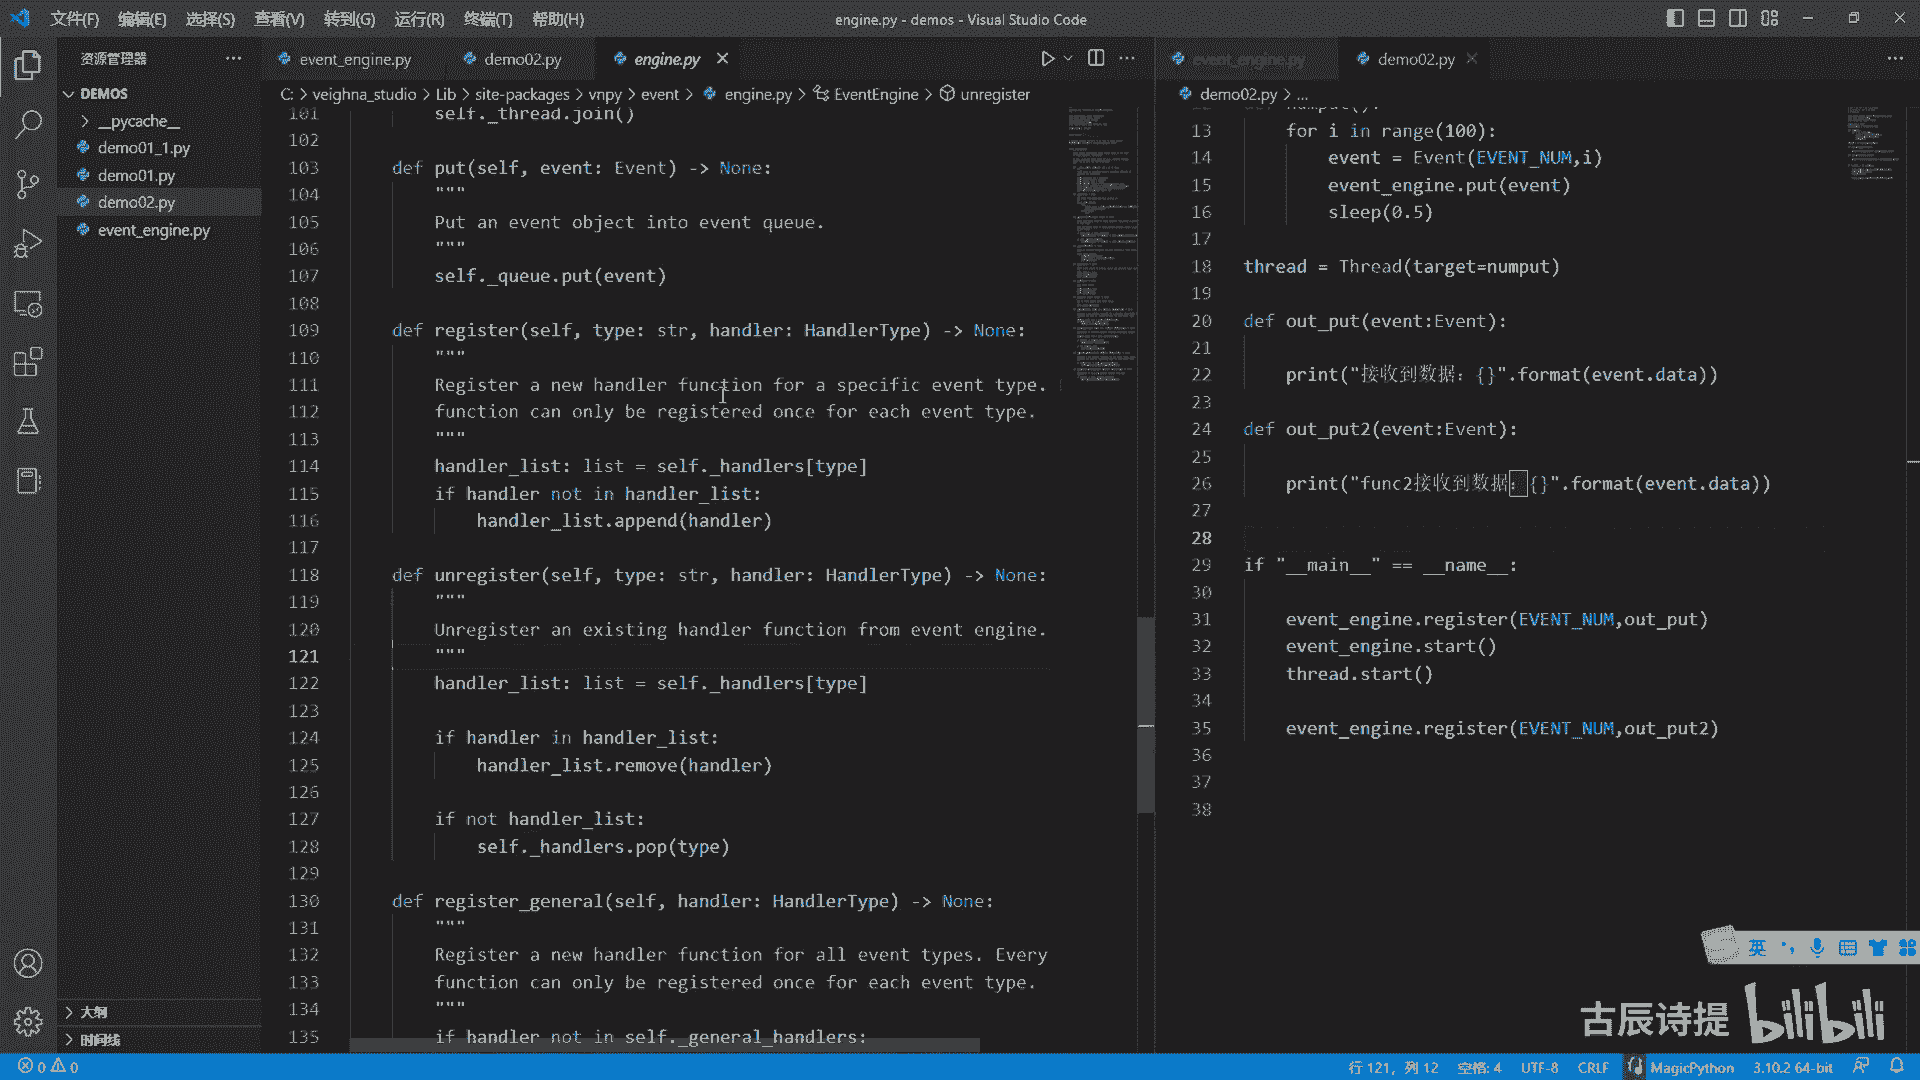 文件(F) 编辑(E) 选择(S) 查看(V) 转到(G) 运行(R) 终端(T) 帮助(H)
engine.py - demos - Visual Studio Code
资源管理器
DEMOS
__pycache__
demo01_1.py
demo01.py
demo02.py
event_engine.py
大纲
时间线
event_engine.py demo02.py engine.py
C: > veighna_studio > Lib > site-packages > vnpy > event > engine.py > EventEngine > unregister
101 self._thread.join()
102
103 def put(self, event: Event) -> None:
104 """
105 Put an event object into event queue.
106 """
107 self._queue.put(event)
108
109 def register(self, type: str, handler: HandlerType) -> None:
110 """
111 Register a new handler function for a specific event type.
112 function can only be registered once for each event type.
113 """
114 handler_list: list = self._handlers[type]
115 if handler not in handler_list:
116 handler_list.append(handler)
117
118 def unregister(self, type: str, handler: HandlerType) -> None:
119 """
120 Unregister an existing handler function from event engine.
121 """
122 handler_list: list = self._handlers[type]
123
124 if handler in handler_list:
125 handler_list.remove(handler)
126
127 if not handler_list:
128 self._handlers.pop(type)
129
130 def register_general(self, handler: HandlerType) -> None:
131 """
132 Register a new handler function for all event types. Every
133 function can only be registered once for each event type.
134 """
135 if handler not in self._general_handlers:
event_engine.py demo02.py
demo02.py > ...
13 for i in range(100):
14 event = Event(EVENT_NUM,i)
15 event_engine.put(event)
16 sleep(0.5)
17
18 thread = Thread(target=numput)
19
20 def out_put(event:Event):
21
22 print("接收到数据：{}".format(event.data))
23
24 def out_put2(event:Event):
25
26 print("func2接收到数据：{}".format(event.data))
27
28
29 if "__main__" == __name__:
30
31 event_engine.register(EVENT_NUM,out_put)
32 event_engine.start()
33 thread.start()
34
35 event_engine.register(EVENT_NUM,out_put2)
36
37
38
英
古辰诗提 bilibili
0 0
行 121，列 12 空格: 4 UTF-8 CRLF MagicPython 3.10.2 64-bit